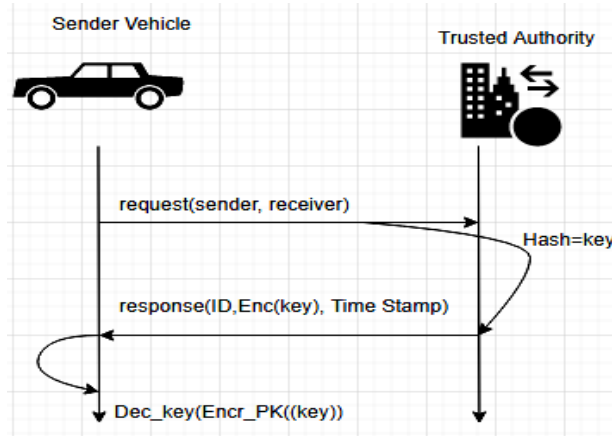 Sender Vehicle
Trusted Authority
request(sender, receiver)
Hash=key
response(ID,Enc(key), Time Stamp)
Dec_key(Encr_PK((key))